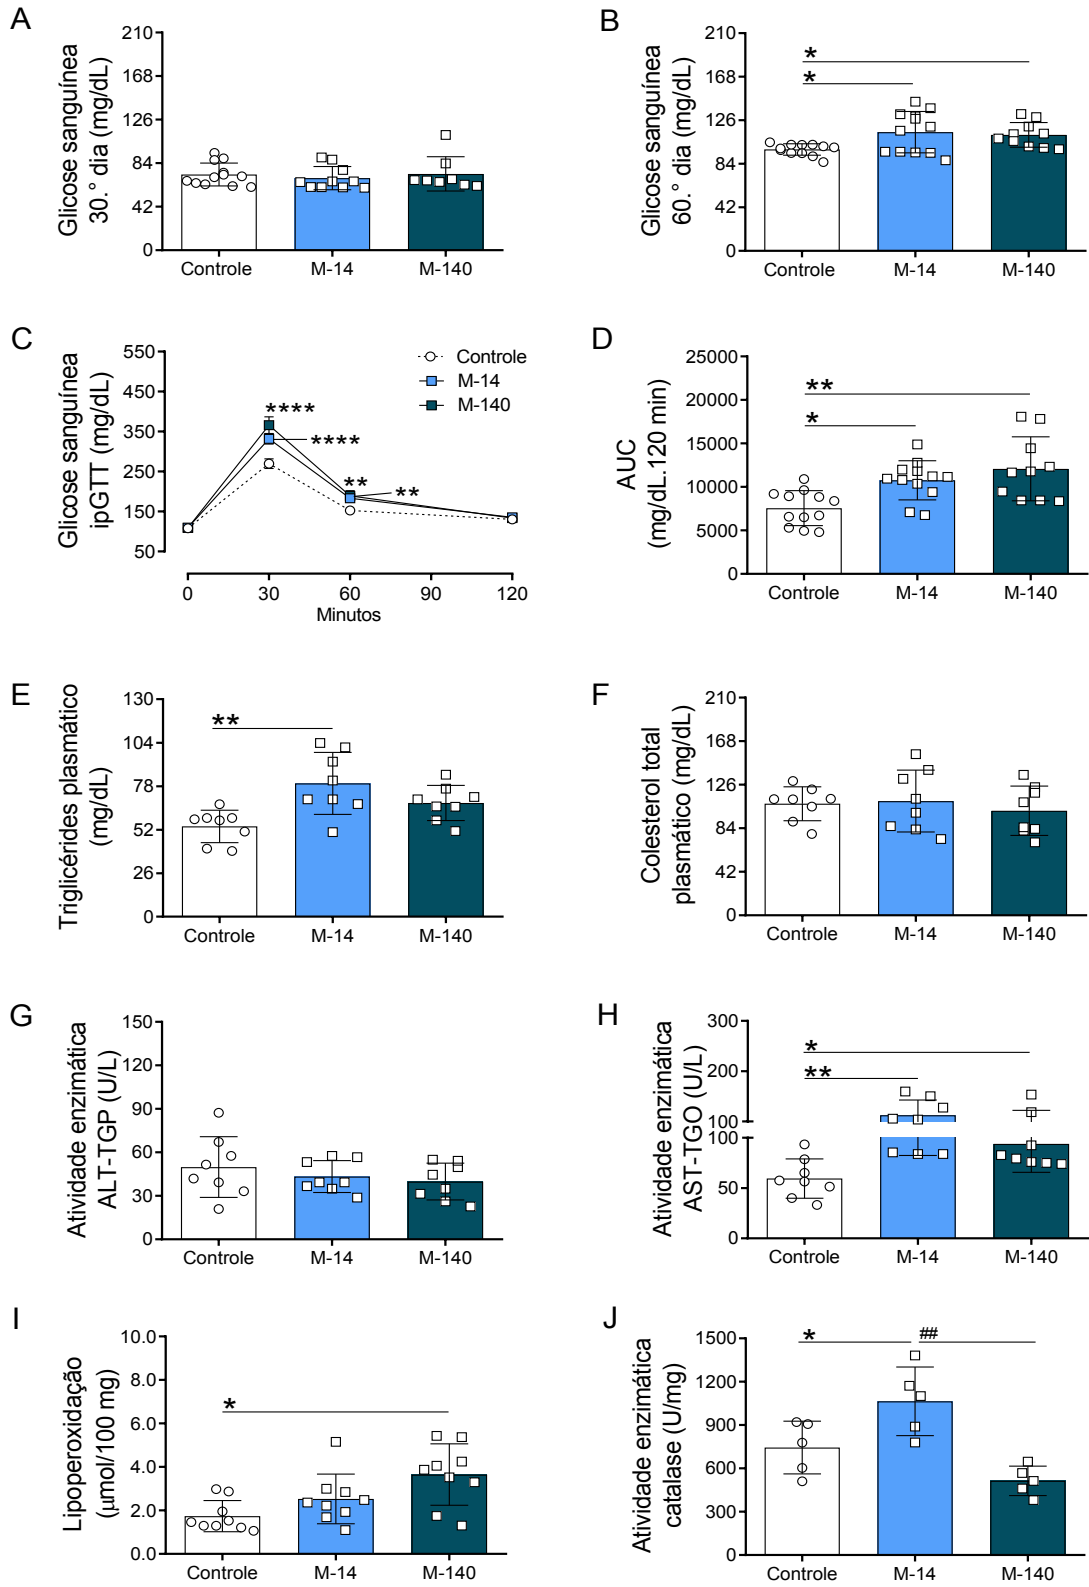 A
Glicose sanguínea
30.° dia (mg/dL)
210
168
126
84
42
0
Controle
M-14
M-140
B
Glicose sanguínea
60.° dia (mg/dL)
210
168
126
84
42
0
*
*
Controle
M-14
M-140
C
Glicose sanguínea
ipGTT (mg/dL)
550
450
350
250
150
50
Controle
M-14
M-140
****
****
**
**
0
30
60
90
120
Minutos
D
AUC
(mg/dL.120 min)
25000
20000
15000
10000
5000
0
**
*
Controle
M-14
M-140
E
Triglicérides plasmático
(mg/dL)
130
104
78
52
26
0
**
Controle
M-14
M-140
F
Colesterol total
plasmático (mg/dL)
210
168
126
84
42
0
Controle
M-14
M-140
G
Atividade enzimática
ALT-TGP (U/L)
150
120
90
60
30
0
Controle
M-14
M-140
H
Atividade enzimática
AST-TGO (U/L)
300
200
100
100
50
0
*
**
Controle
M-14
M-140
I
Lipoperoxidação
(µmol/100 mg)
10.0
8.0
6.0
4.0
2.0
0.0
*
Controle
M-14
M-140
J
Atividade enzimática
catalase (U/mg)
1500
1200
900
600
300
0
*
##
Controle
M-14
M-140